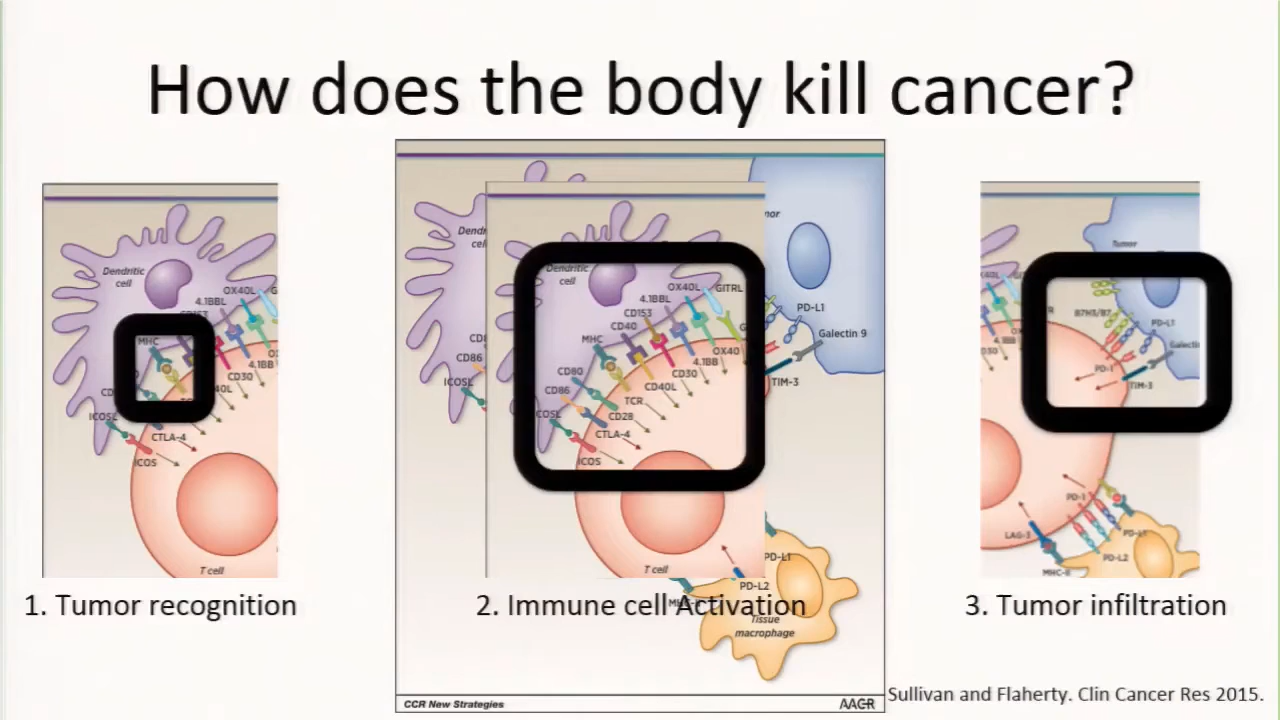 How does the body kill cancer?
Dendritic
cell
OX40L
4.1BBL
MHC
4.1BB
CD30
ICOSL
CTLA-4
ICOS
T cell
1. Tumor recognition
CD86
ICOSL
Dendritic
cell
OX40L
GITRL
4.1BBL
CD153
CD40
MHC
OX40
4.1BB
CD30
CD80
CD40L
CD86
TCR
CD28
CTLA-4
ICOS
T cell
PD-L1
Galectin 9
TIM-3
PD-L1
PD-L2
Tissue
macrophage
2. Immune cell Activation
CCR New Strategies
AACR
Tumor
B7H3/B7
PD-L1
PD-1
TIM-3
PD-1
LAG-3
PD-L1
PD-L2
MHC-II
3. Tumor infiltration
Sullivan and Flaherty. Clin Cancer Res 2015.